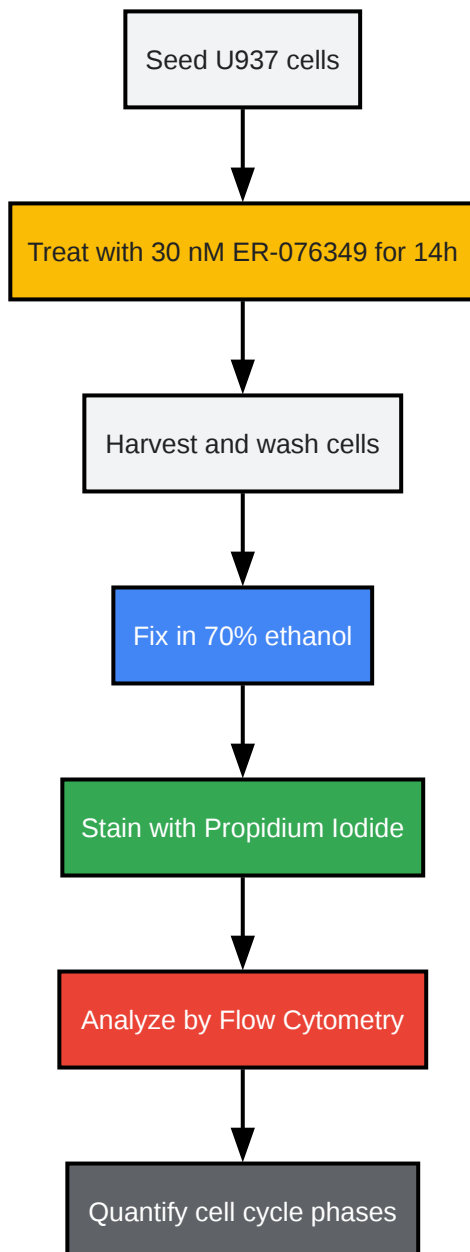 Seed U937 cells
Treat with 30 nM ER-076349 for 14h
Harvest and wash cells
Fix in 70% ethanol
Stain with Propidium Iodide
Analyze by Flow Cytometry
Quantify cell cycle phases